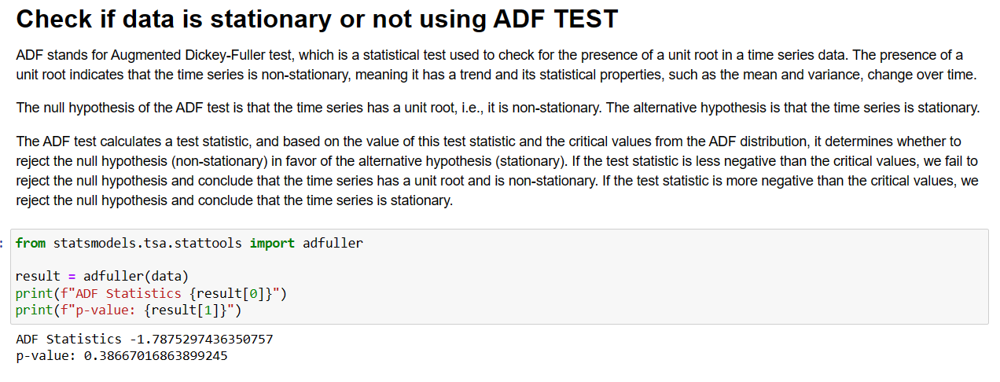 Check if data is stationary or not using ADF TEST
ADF stands for Augmented Dickey-Fuller test, which is a statistical test used to check for the presence of a unit root in a time series data. The presence of a
unit root indicates that the time series is non-stationary, meaning it has a trend and its statistical properties, such as the mean and variance, change over time.
The null hypothesis of the ADF test is that the time series has a unit root, i.e., it is non-stationary. The alternative hypothesis is that the time series is stationary.
The ADF test calculates a test statistic, and based on the value of this test statistic and the critical values from the ADF distribution, it determines whether to
reject the null hypothesis (non-stationary) in favor of the alternative hypothesis (stationary). If the test statistic is less negative than the critical values, we fail to
reject the null hypothesis and conclude that the time series has a unit root and is non-stationary. If the test statistic is more negative than the critical values, we
reject the null hypothesis and conclude that the time series is stationary.
: from statsmodels.tsa.stattools import adfuller
result = adfuller(data)
print(f"ADF Statistics {result[0]}")
print(f"p-value: {result[1]}")
ADF Statistics -1.7875297436350757
p-value: 0.38667016863899245